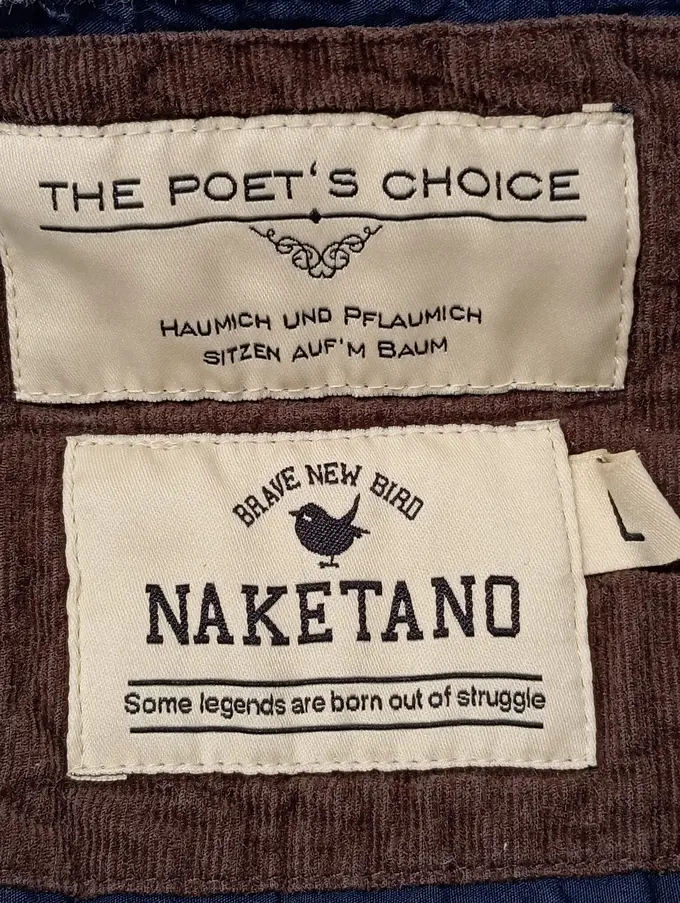 THE POET‘S CHOICE
HAUMICH UND PFLAUMICH
SITZEN AUF'M BAUM
BRAVE NEW BIRD
NAKETANO
Some legends are born out of struggle
L